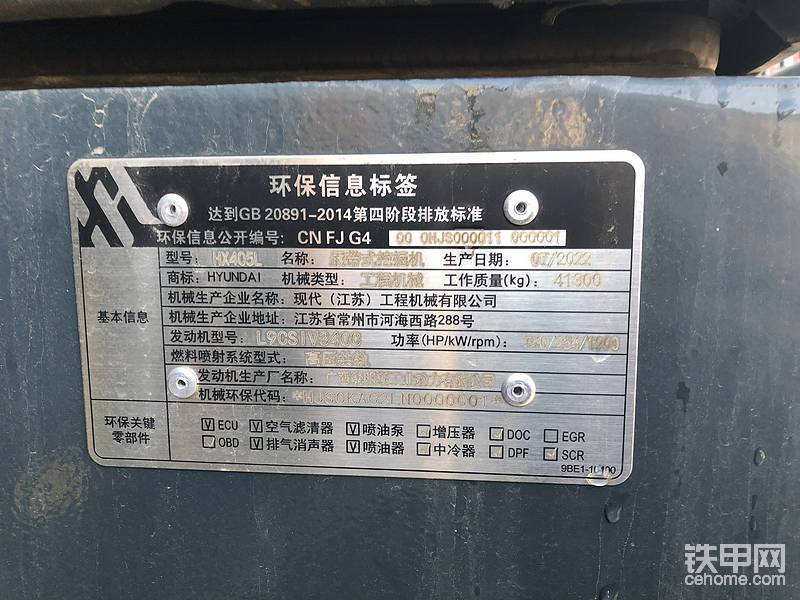 环保信息标签
达到GB 20891-2014第四阶段排放标准
环保信息公开编号: CN FJ G4 00 0HJS000011 000001
型号: HX405L 名称: 履带式挖掘机 生产日期: 07/2022
商标: HYUNDAI 机械类型: 工程机械 工作质量(kg): 41300
基本信息
机械生产企业名称: 现代（江苏）工程机械有限公司
机械生产企业地址: 江苏省常州市河海西路288号
发动机型号: 功率(HP/kW/rpm):
燃料喷射系统型式: 高压共轨
发动机生产厂名称:
机械环保代码:
环保关键零部件
V ECU V 空气滤清器 V 喷油泵 增压器 DOC EGR
OBD V 排气消声器 V 喷油器 中冷器 DPF SCR
铁甲网
cehome.com